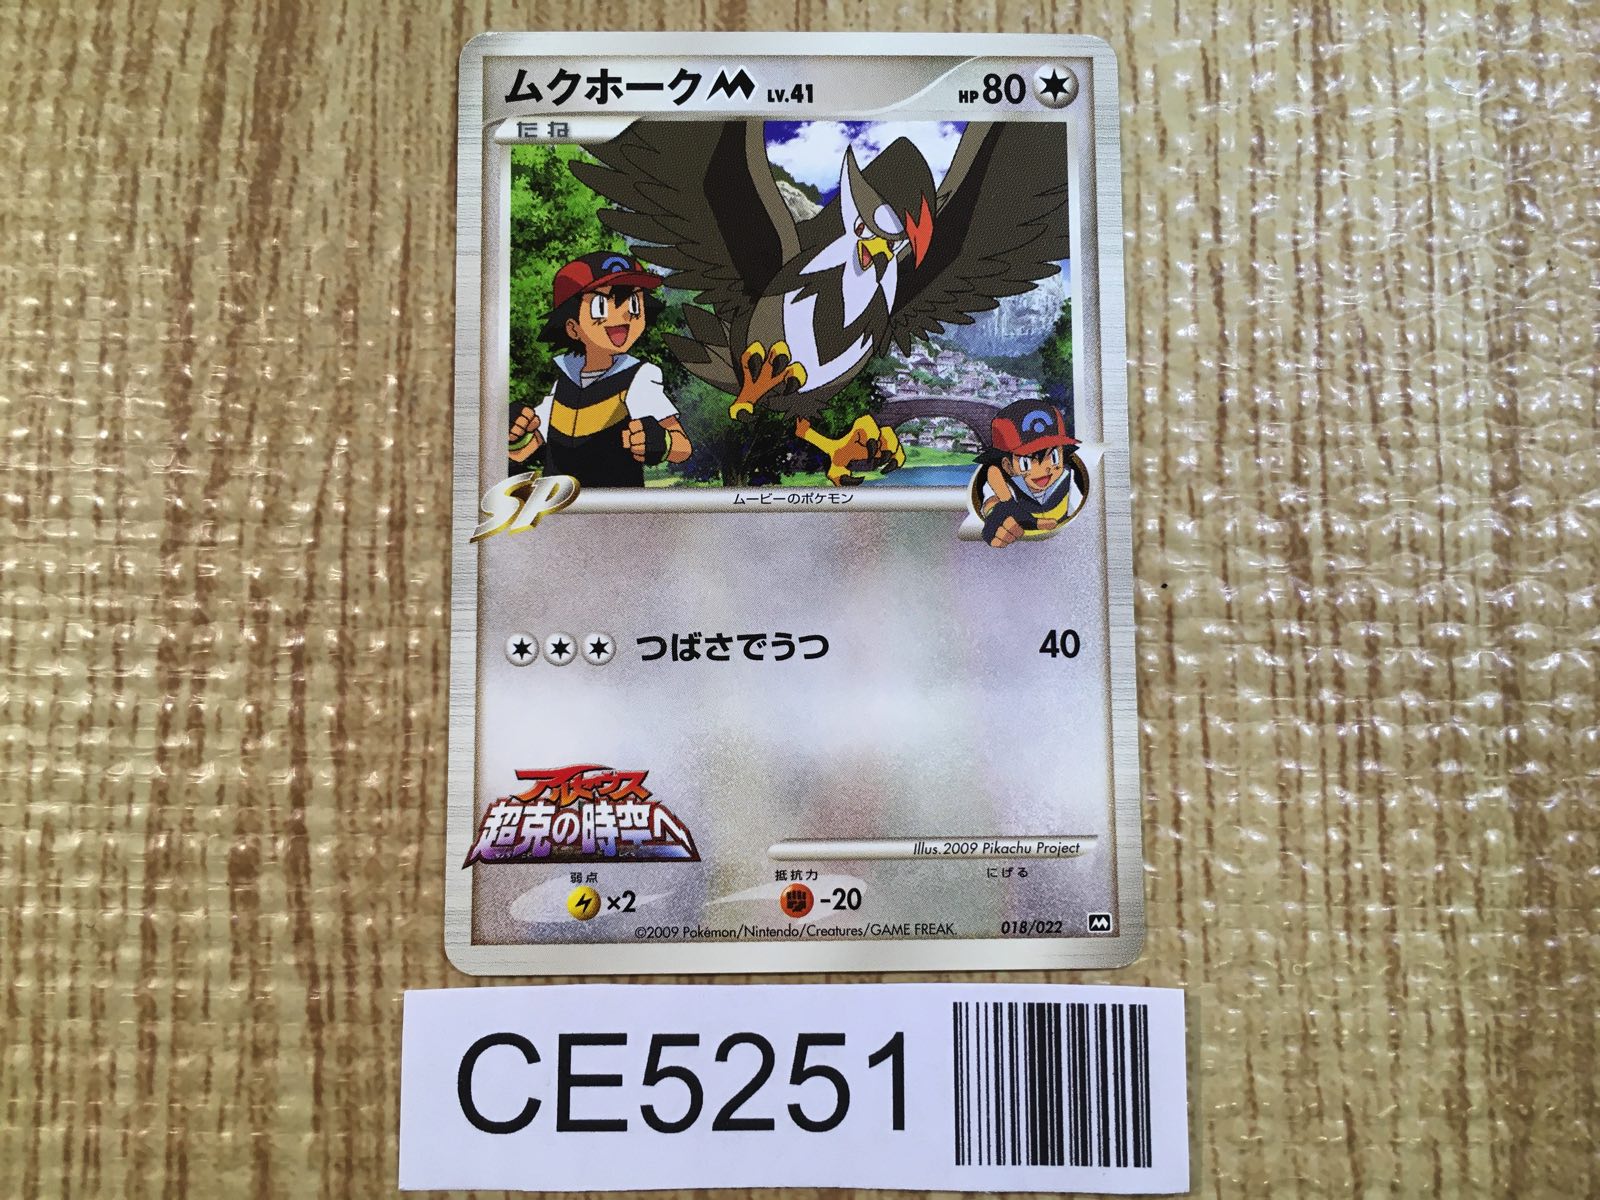 ムクホークM LV.41 HP80
たね
SP
ムービーのポケモン
つばさでうつ 40
アルセウス
超克の時空へ
Illus. 2009 Pikachu Project
弱点 抵抗力 にげる
×2 -20
©2009 Pokémon/Nintendo/Creatures/GAME FREAK. 018/022
CE5251